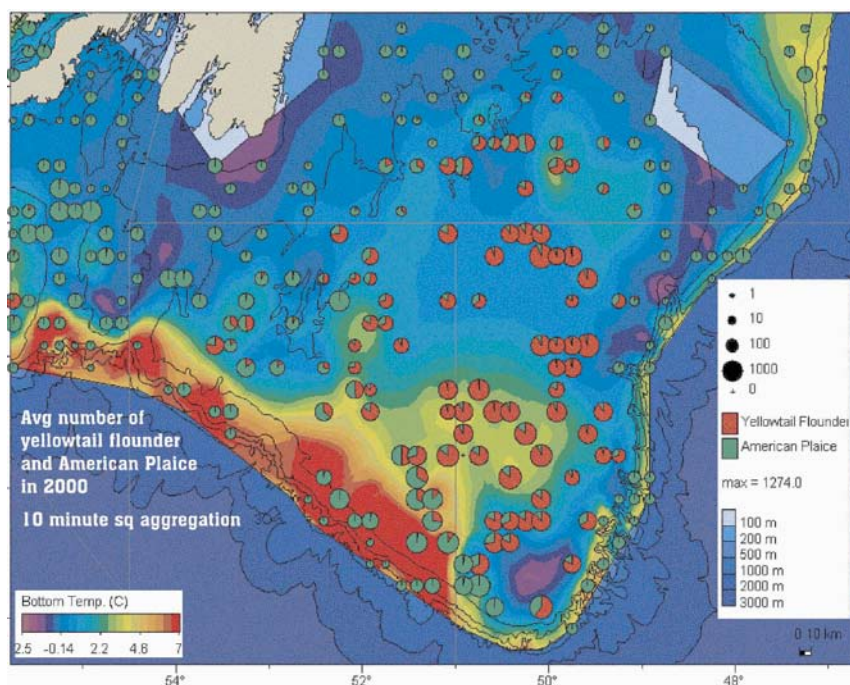 Avg number of
yellowtail flounder
and American Plaice
in 2000
10 minute sq aggregation
Bottom Temp. (C)
2.5 -0.14 2.2 4.6 7
1
10
100
1000
0
Yellowtail Flounder
American Plaice
max = 1274.0
100 m
200 m
500 m
1000 m
2000 m
3000 m
0 10 km
54° 52° 50° 48°